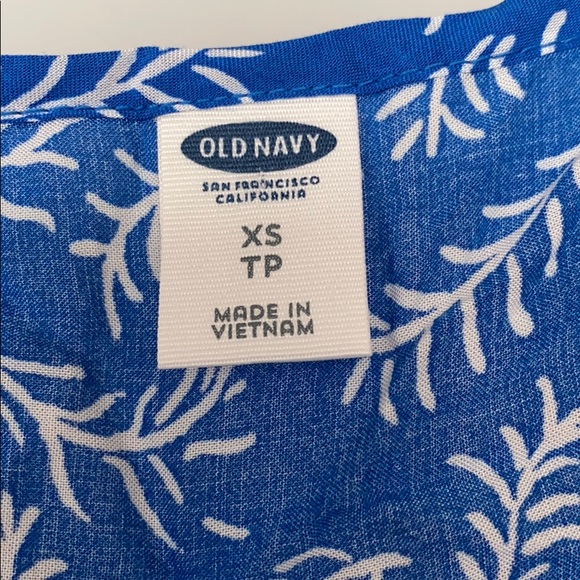 OLD NAVY
SAN FRANCISCO
CALIFORNIA
XS
TP
MADE IN
VIETNAM